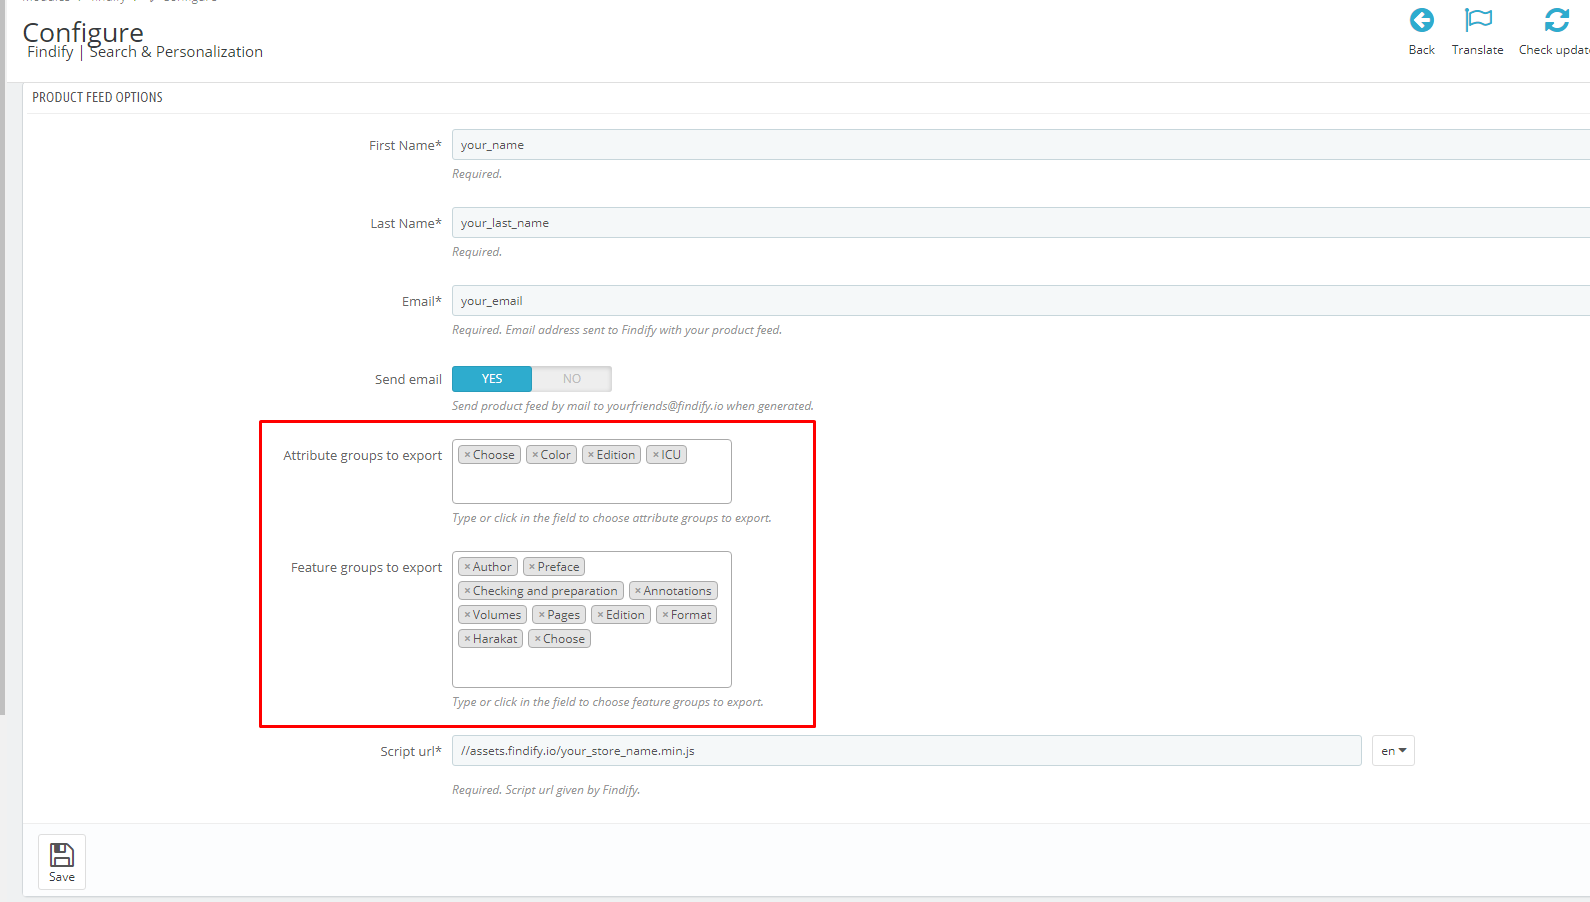 Configure
Findify | Search & Personalization
Back
Translate
Check updat
PRODUCT FEED OPTIONS
First Name*
your_name
Required.
Last Name*
your_last_name
Required.
Email*
your_email
Required. Email address sent to Findify with your product feed.
Send email
YES
NO
Send product feed by mail to yourfriends@findify.io when generated.
Attribute groups to export
×Choose ×Color ×Edition ×ICU
Type or click in the field to choose attribute groups to export.
Feature groups to export
×Author ×Preface
×Checking and preparation ×Annotations
×Volumes ×Pages ×Edition ×Format
×Harakat ×Choose
Type or click in the field to choose feature groups to export.
Script url*
//assets.findify.io/your_store_name.min.js
en
Required. Script url given by Findify.
Save